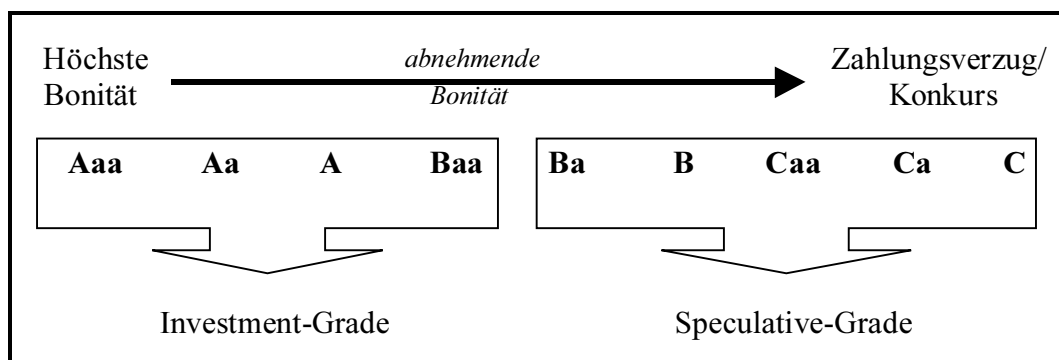 Höchste
Bonität
abnehmende
Bonität
Zahlungsverzug/
Konkurs
Aaa Aa A Baa
Ba B Caa Ca C
Investment-Grade
Speculative-Grade